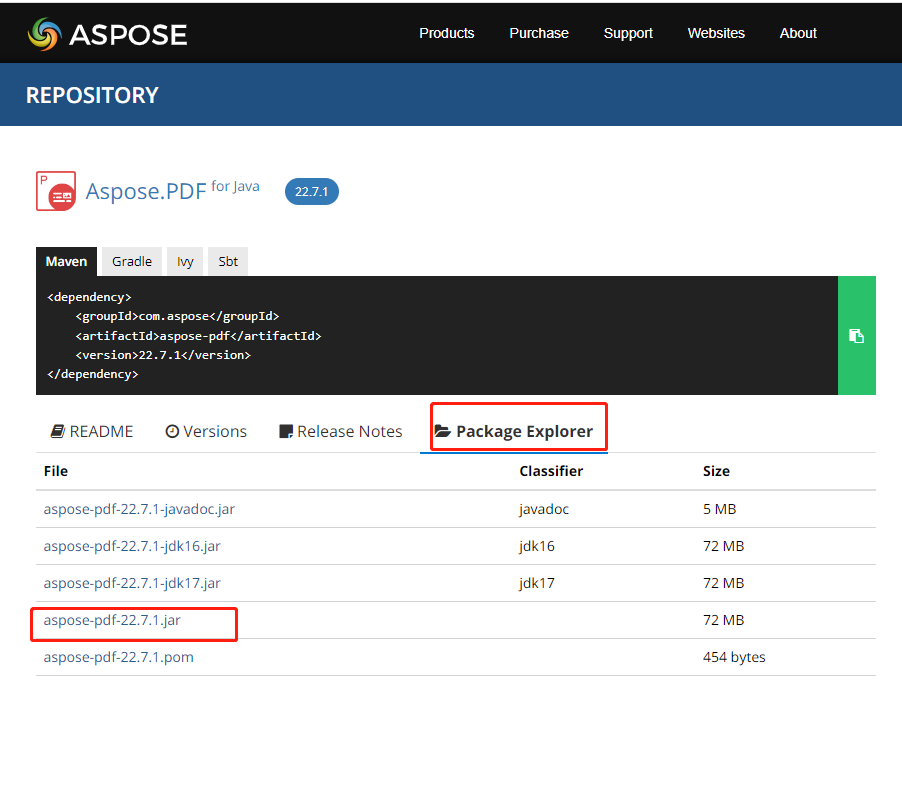 ASPOSE Products Purchase Support Websites About
REPOSITORY
P
Aspose.PDF for Java 22.7.1
Maven Gradle Ivy Sbt
<dependency>
    <groupId>com.aspose</groupId>
    <artifactId>aspose-pdf</artifactId>
    <version>22.7.1</version>
</dependency>
README Versions Release Notes Package Explorer
File Classifier Size
aspose-pdf-22.7.1-javadoc.jar javadoc 5 MB
aspose-pdf-22.7.1-jdk16.jar jdk16 72 MB
aspose-pdf-22.7.1-jdk17.jar jdk17 72 MB
aspose-pdf-22.7.1.jar 72 MB
aspose-pdf-22.7.1.pom 454 bytes